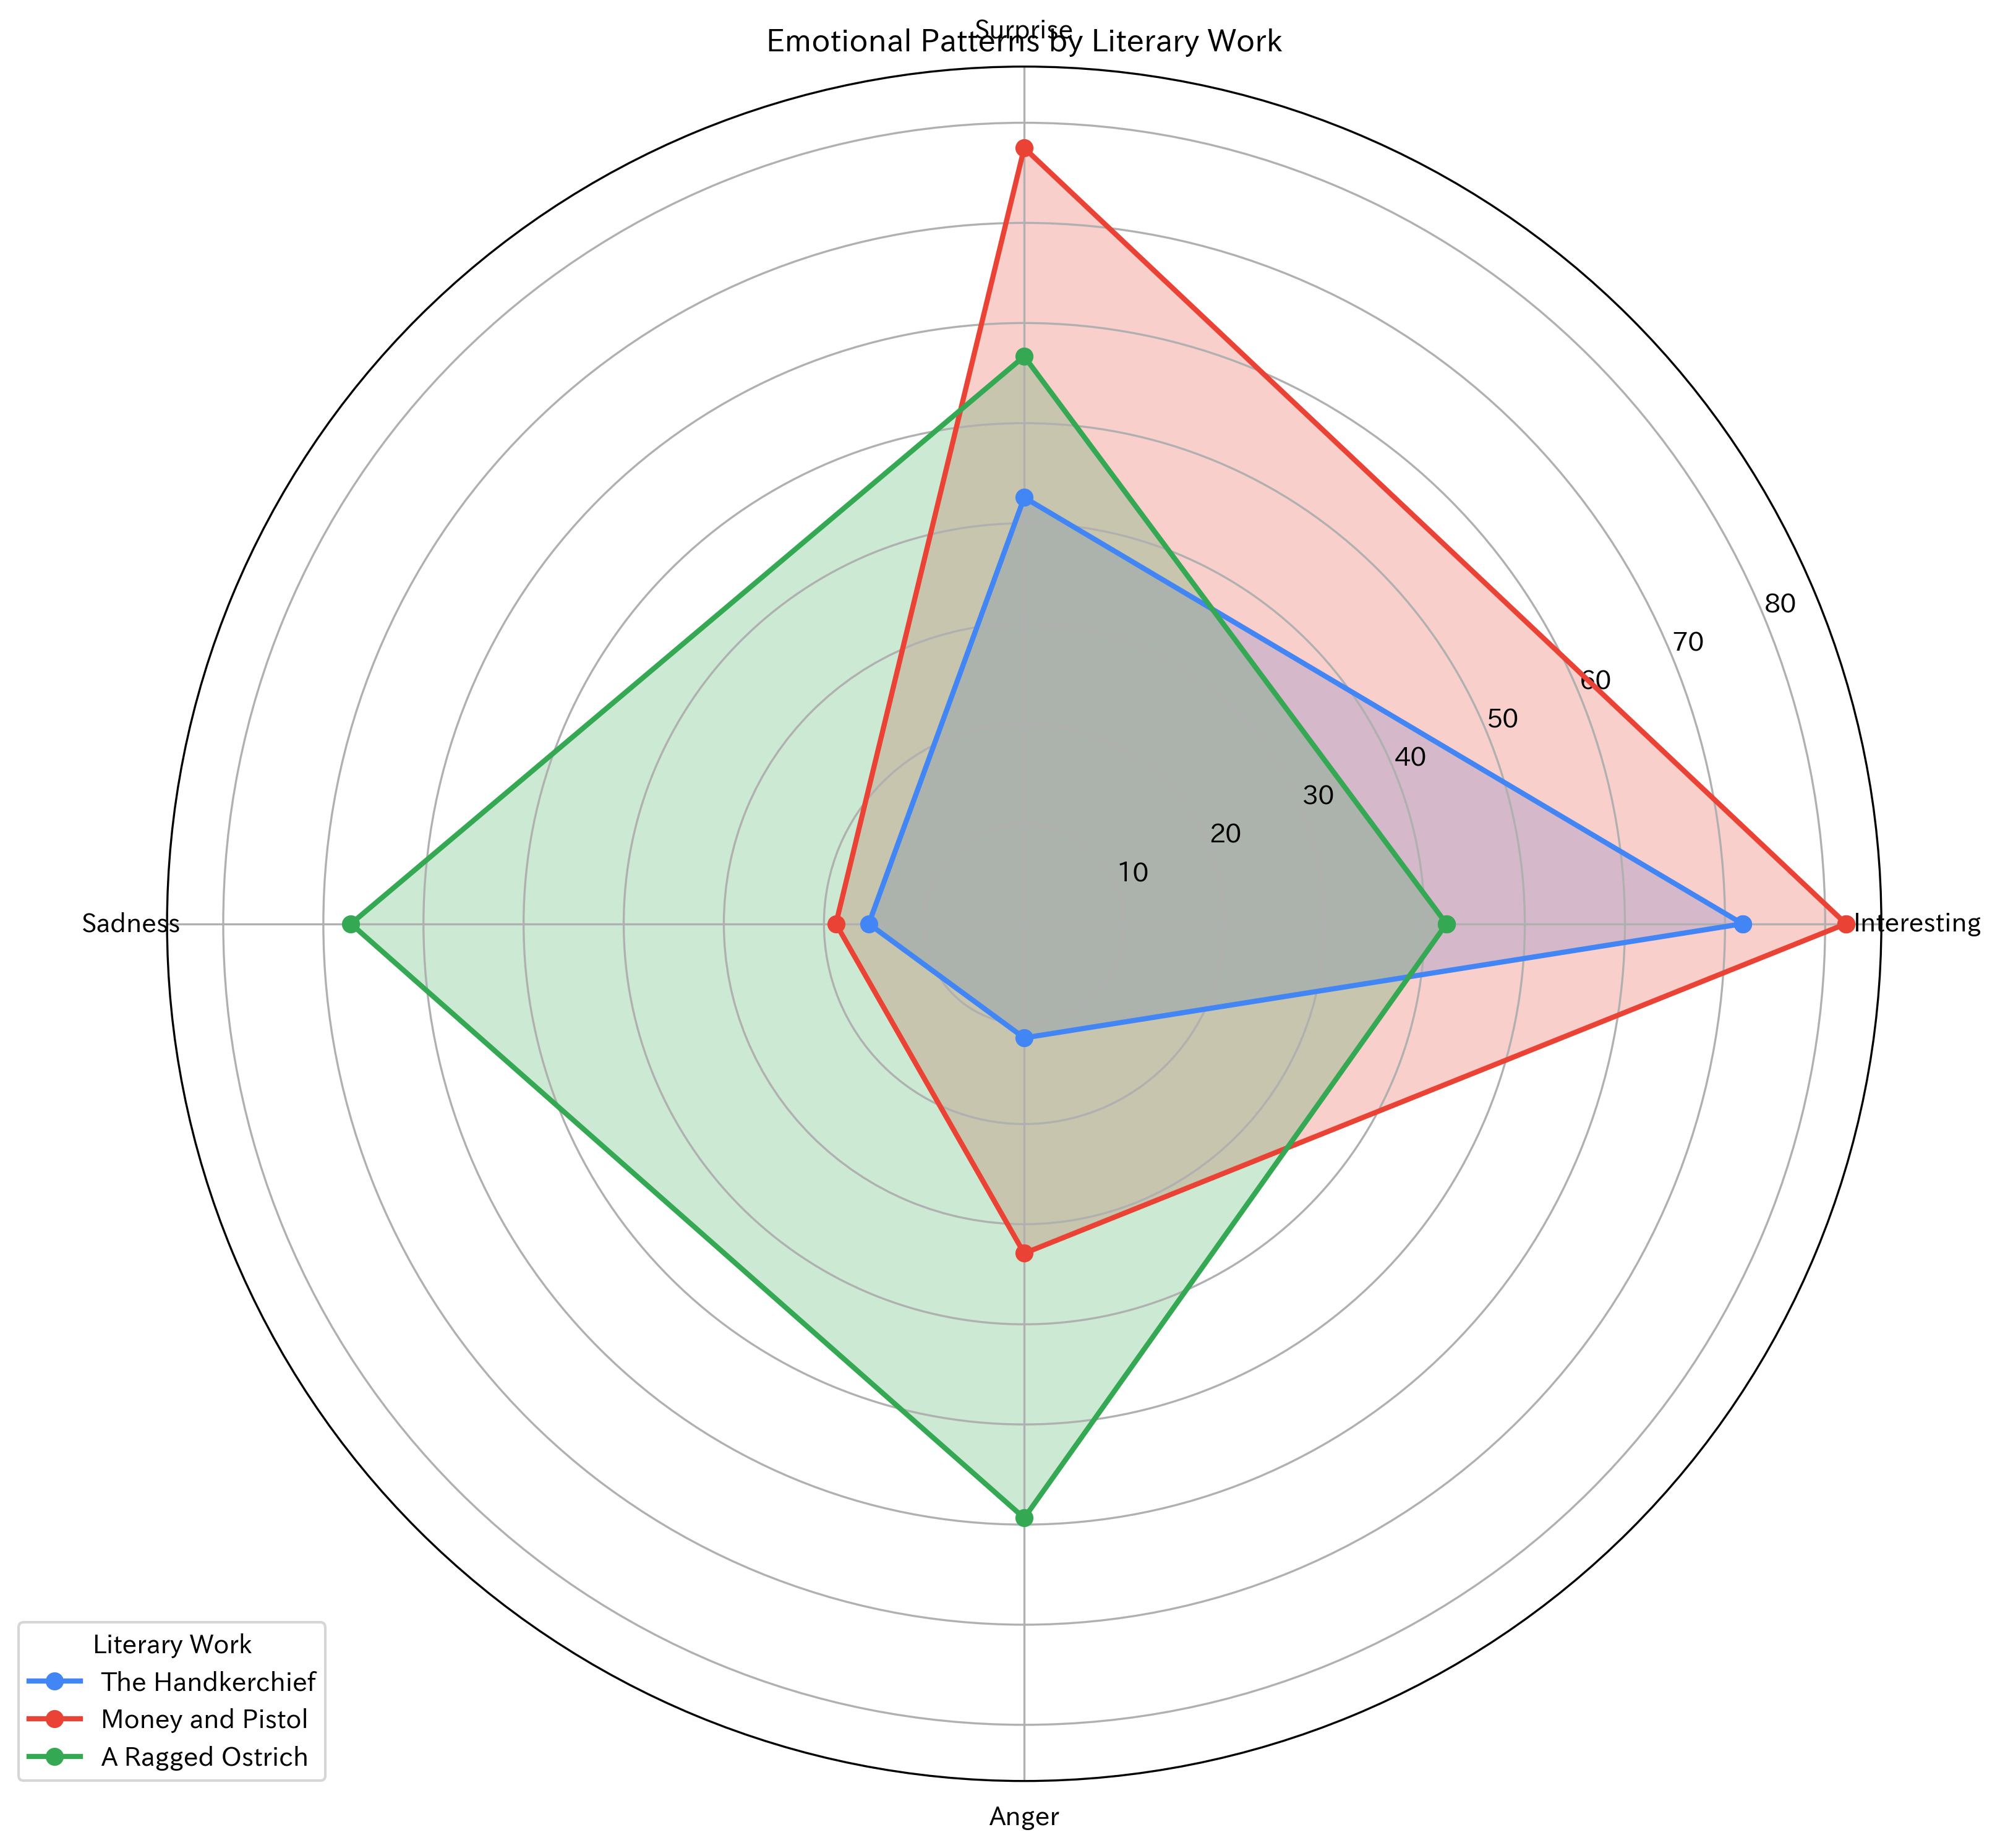 Surprise
Emotional Patterns by Literary Work
80
70
60
50
40
30
20
10
Sadness
Interesting
Literary Work
The Handkerchief
Money and Pistol
A Ragged Ostrich
Anger